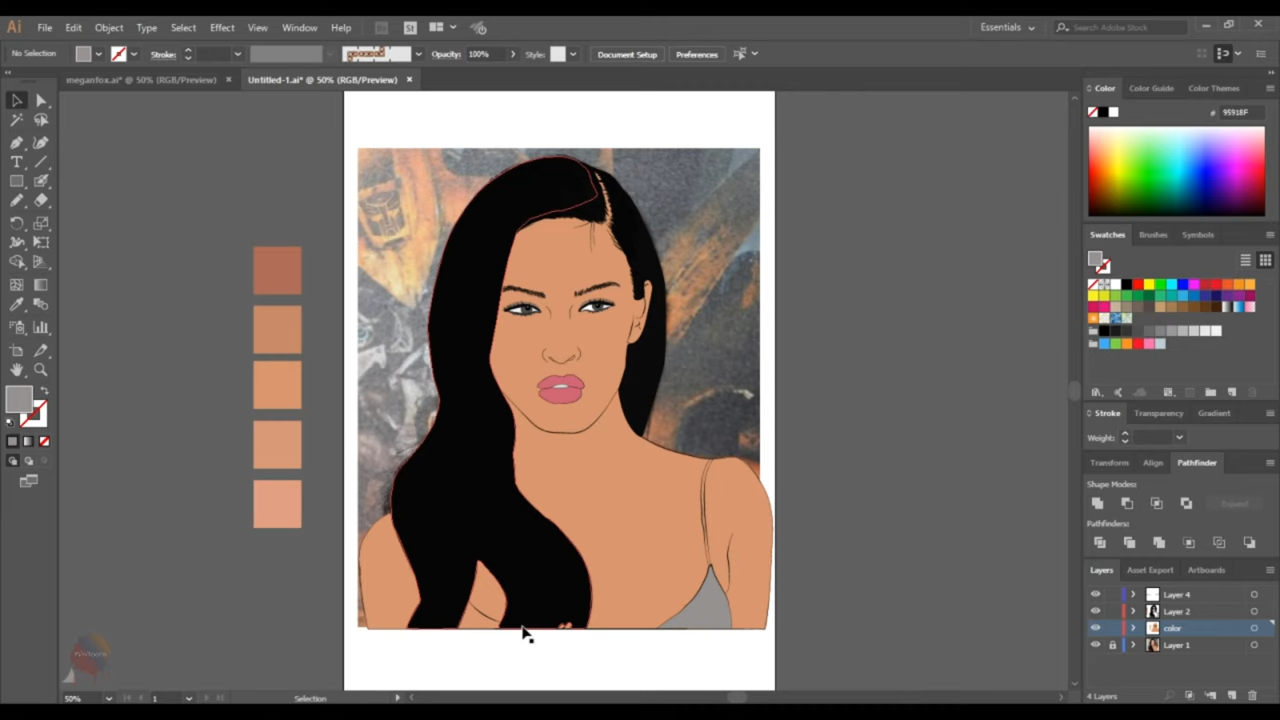 Ai File Edit Object Type Select Effect View Window Help Br St Essentials Search Adobe Stock
No Selection Stroke: Opacity: 100% Style: Document Setup Preferences
meganfox.ai* @ 50% (RGB/Preview) × Untitled-1.ai* @ 50% (RGB/Preview) ×
Color Color Guide Color Themes
# 95918F
Swatches Brushes Symbols
Stroke Transparency Gradient
Weight:
Transform Align Pathfinder
Shape Modes:
Expand
Pathfinders:
Layers Asset Export Artboards
Layer 4
Layer 2
color
Layer 1
50% 1 Selection 4 Layers